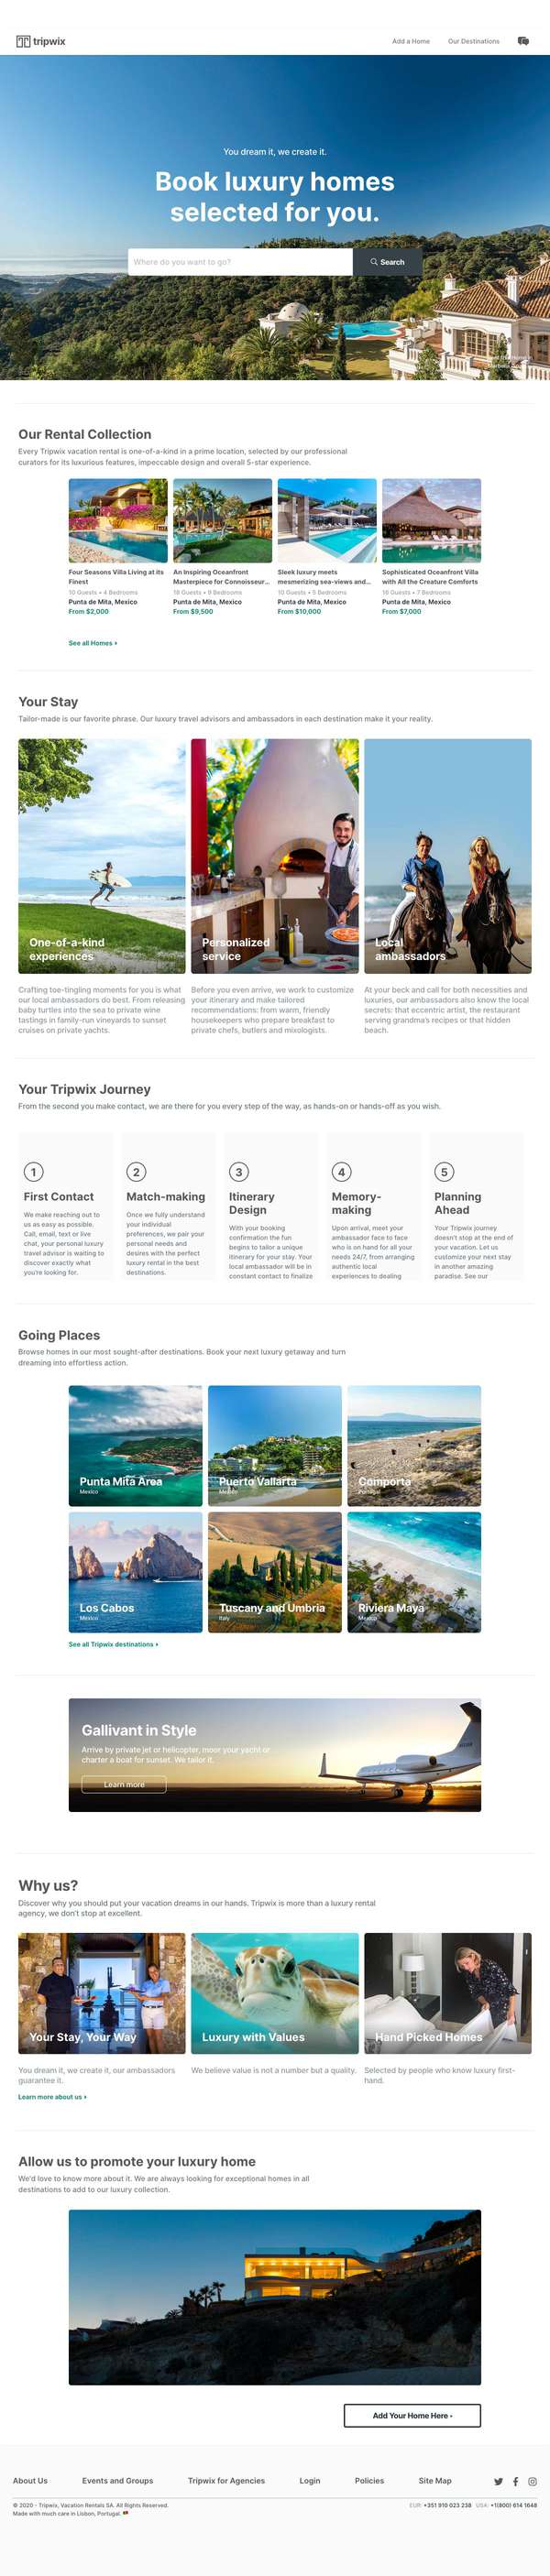 tripwix
Add a Home
Our Destinations
You dream it, we create it.
Book luxury homes
selected for you.
Where do you want to go?
Search
Our Rental Collection
Every Tripwix vacation rental is one-of-a-kind in a prime location, selected by our professional
curators for its luxurious features, impeccable design and overall 5-star experience.
Four Seasons Villa Living at its
Finest
10 Guests • 4 Bedrooms
Punta de Mita, Mexico
From $2,000
An Inspiring Oceanfront
Masterpiece for Connoisseur...
18 Guests • 9 Bedrooms
Punta de Mita, Mexico
From $9,500
Sleek luxury meets
mesmerizing sea-views and...
10 Guests • 5 Bedrooms
Punta de Mita, Mexico
From $10,000
Sophisticated Oceanfront Villa
with All the Creature Comforts
16 Guests • 7 Bedrooms
Punta de Mita, Mexico
From $7,000
See all Homes
Your Stay
Tailor-made is our favorite phrase. Our luxury travel advisors and ambassadors in each destination make it your reality.
One-of-a-kind
experiences
Personalized
service
Local
ambassadors
Crafting toe-tingling moments for you is what
our local ambassadors do best. From releasing
baby turtles into the sea to private wine
tastings in family-run vineyards to sunset
cruises on private yachts.
Before you even arrive, we work to customize
your itinerary and make tailored
recommendations: from warm, friendly
housekeepers who prepare breakfast to
private chefs, butlers and mixologists.
At your beck and call for both necessities and
luxuries, our ambassadors also know the local
secrets: that eccentric artist, the restaurant
serving grandma's recipes or that hidden
beach.
Your Tripwix Journey
From the second you make contact, we are there for you every step of the way, as hands-on or hands-off as you wish.
1
First Contact
We make reaching out to
us as easy as possible.
Call, email, text or live
chat, your personal luxury
travel advisor is waiting to
discover exactly what
you're looking for.
2
Match-making
Once we fully understand
your individual
preferences, we pair your
personal needs and
desires with the perfect
luxury rental in the best
destinations.
3
Itinerary
Design
With your booking
confirmation the fun
begins to tailor a unique
itinerary for your stay. Your
local ambassador will be in
constant contact to finalize
4
Memory-
making
Upon arrival, meet your
ambassador face to face
who is on hand for all your
needs 24/7, from arranging
authentic local
experiences to dealing
5
Planning
Ahead
Your Tripwix journey
doesn't stop at the end of
your vacation. Let us
customize your next stay
in another amazing
paradise. See our
Going Places
Browse homes in our most sought-after destinations. Book your next luxury getaway and turn
dreaming into effortless action.
Punta Mita Area
Mexico
Puerto Vallarta
Mexico
Comporta
Portugal
Los Cabos
Mexico
Tuscany and Umbria
Italy
Riviera Maya
Mexico
See all Tripwix destinations
Gallivant in Style
Arrive by private jet or helicopter, moor your yacht or
charter a boat for sunset. We tailor it.
Learn more
Why us?
Discover why you should put your vacation dreams in our hands. Tripwix is more than a luxury rental
agency, we don't stop at excellent.
Your Stay, Your Way
Luxury with Values
Hand Picked Homes
You dream it, we create it, our ambassadors
guarantee it.
We believe value is not a number but a quality.
Selected by people who know luxury first-
hand.
Learn more about us
Allow us to promote your luxury home
We'd love to know more about it. We are always looking for exceptional homes in all
destinations to add to our luxury collection.
Add Your Home Here
About Us
Events and Groups
Tripwix for Agencies
Login
Policies
Site Map
© 2020 - Tripwix, Vacation Rentals SA. All Rights Reserved.
Made with much care in Lisbon, Portugal.
EUR: +351 910 023 238 USA: +1(800) 614 1648